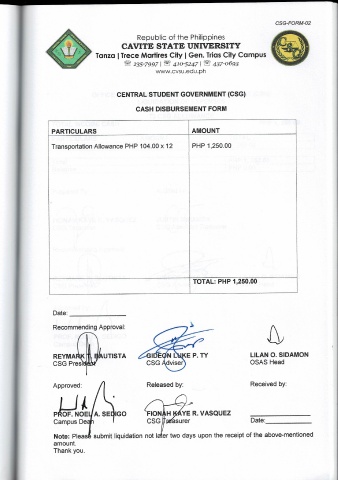 CSG-FORM-02
Republic of the Philippines
CAVITE STATE UNIVERSITY
Tanza | Trece Martires City | Gen. Trias City Campus
☏ 235-7997 | ☏ 410-5247 | ☏ 437-0693
www.cvsu.edu.ph
CENTRAL STUDENT GOVERNMENT (CSG)
CASH DISBURSEMENT FORM
PARTICULARS AMOUNT
Transportation Allowance PHP 104.00 x 12 PHP 1,250.00
TOTAL: PHP 1,250.00
Date: ________________
Recommending Approval:
REYMARK T. BAUTISTA GIDEON LUKE P. TY LILAN O. SIDAMON
CSG President CSG Adviser OSAS Head
Approved: Released by: Received by:
PROF. NOEL A. SEDIGO FIONAH KAYE R. VASQUEZ ________________
Campus Dean CSG Treasurer Date:____________
Note: Please submit liquidation not later two days upon the receipt of the above-mentioned
amount.
Thank you.